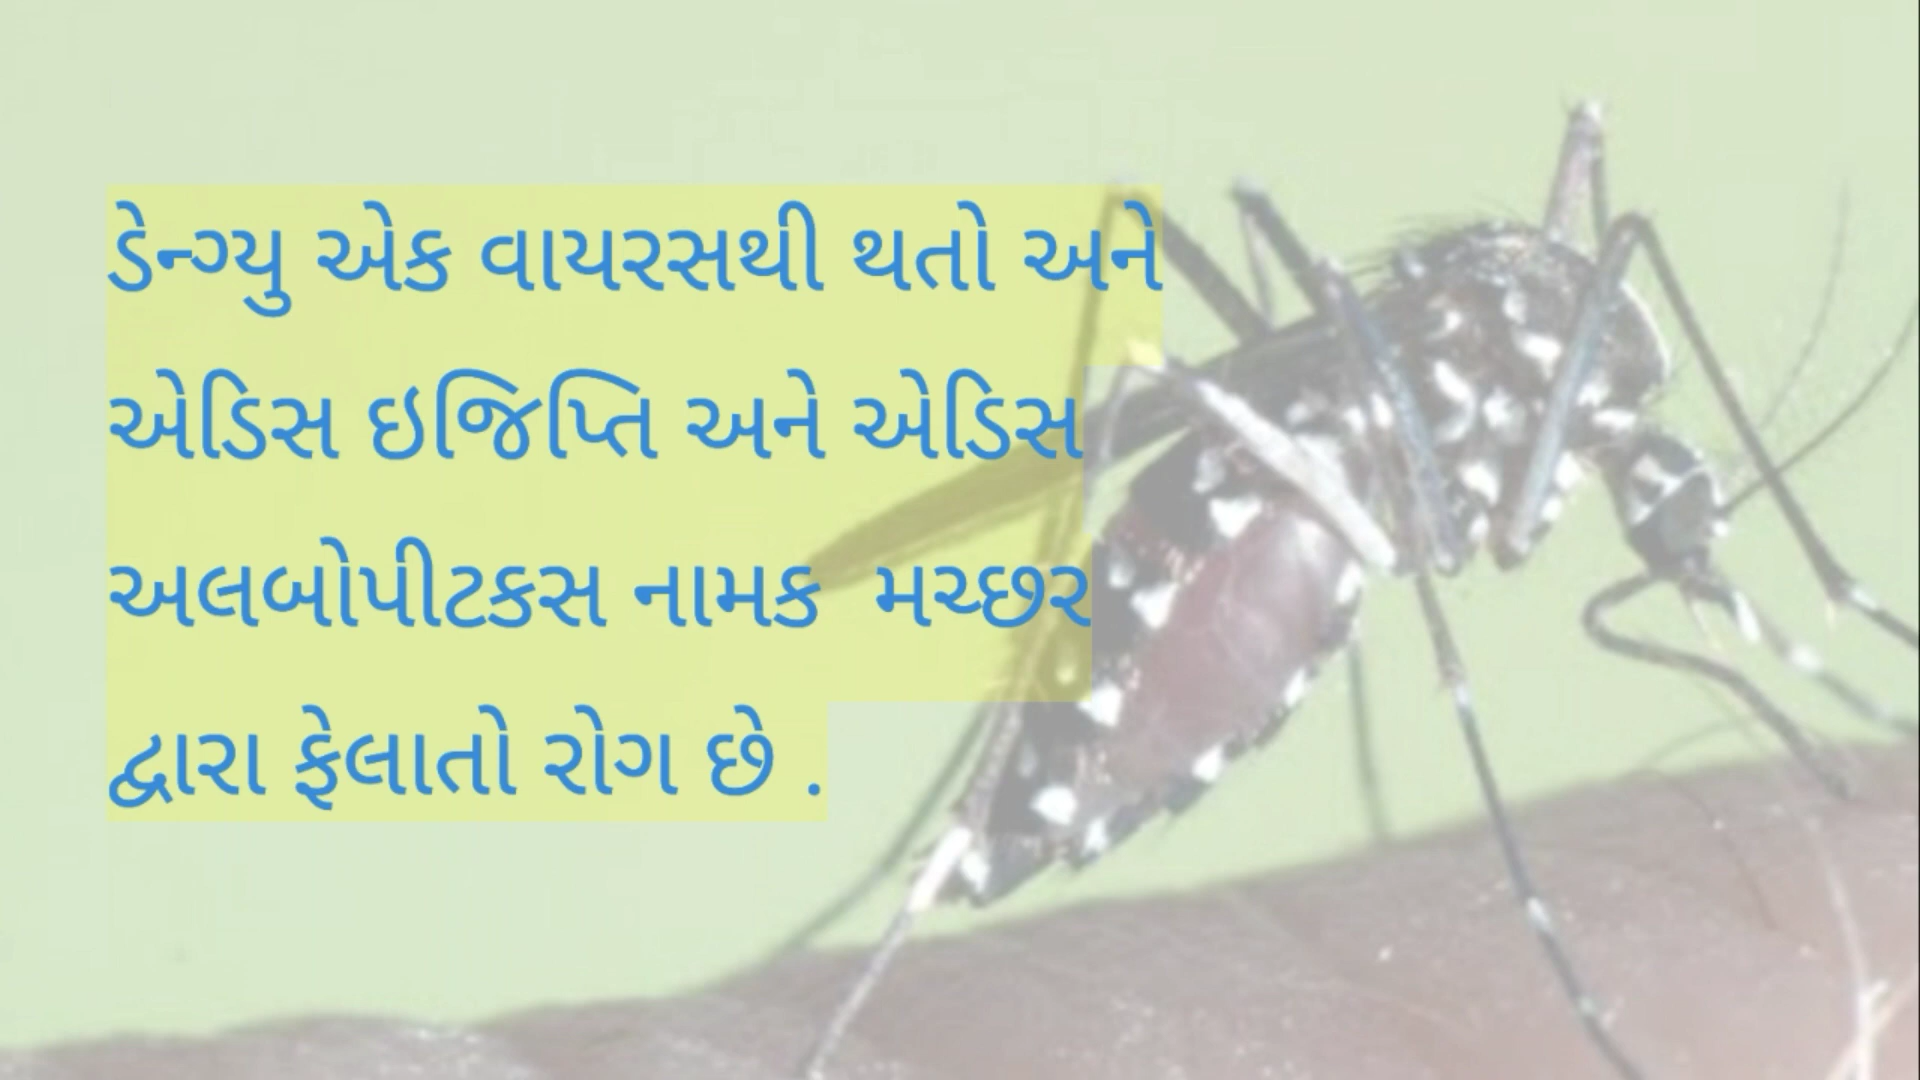 ડેન્ગ્યુ એક વાયરસથી થતો અને
એડિસ ઇજિપ્તિ અને એડિસ
અલબોપીટકસ નામક  મચ્છર
દ્વારા ફેલાતો રોગ છે .